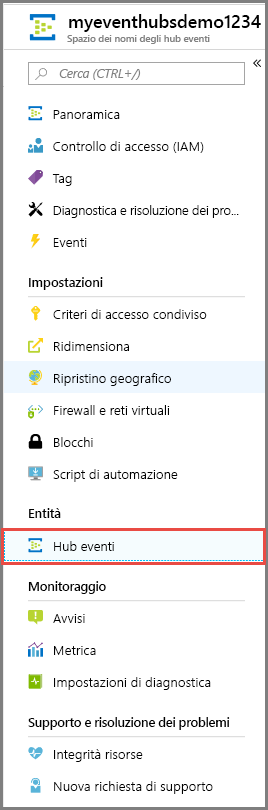 myeventhubsdemo1234
Spazio dei nomi degli hub eventi
Cerca (CTRL+/)
«
Panoramica
Controllo di accesso (IAM)
Tag
Diagnostica e risoluzione dei pro...
Eventi
Impostazioni
Criteri di accesso condiviso
Ridimensiona
Ripristino geografico
Firewall e reti virtuali
Blocchi
Script di automazione
Entità
Hub eventi
Monitoraggio
Avvisi
Metrica
Impostazioni di diagnostica
Supporto e risoluzione dei problemi
Integrità risorse
Nuova richiesta di supporto